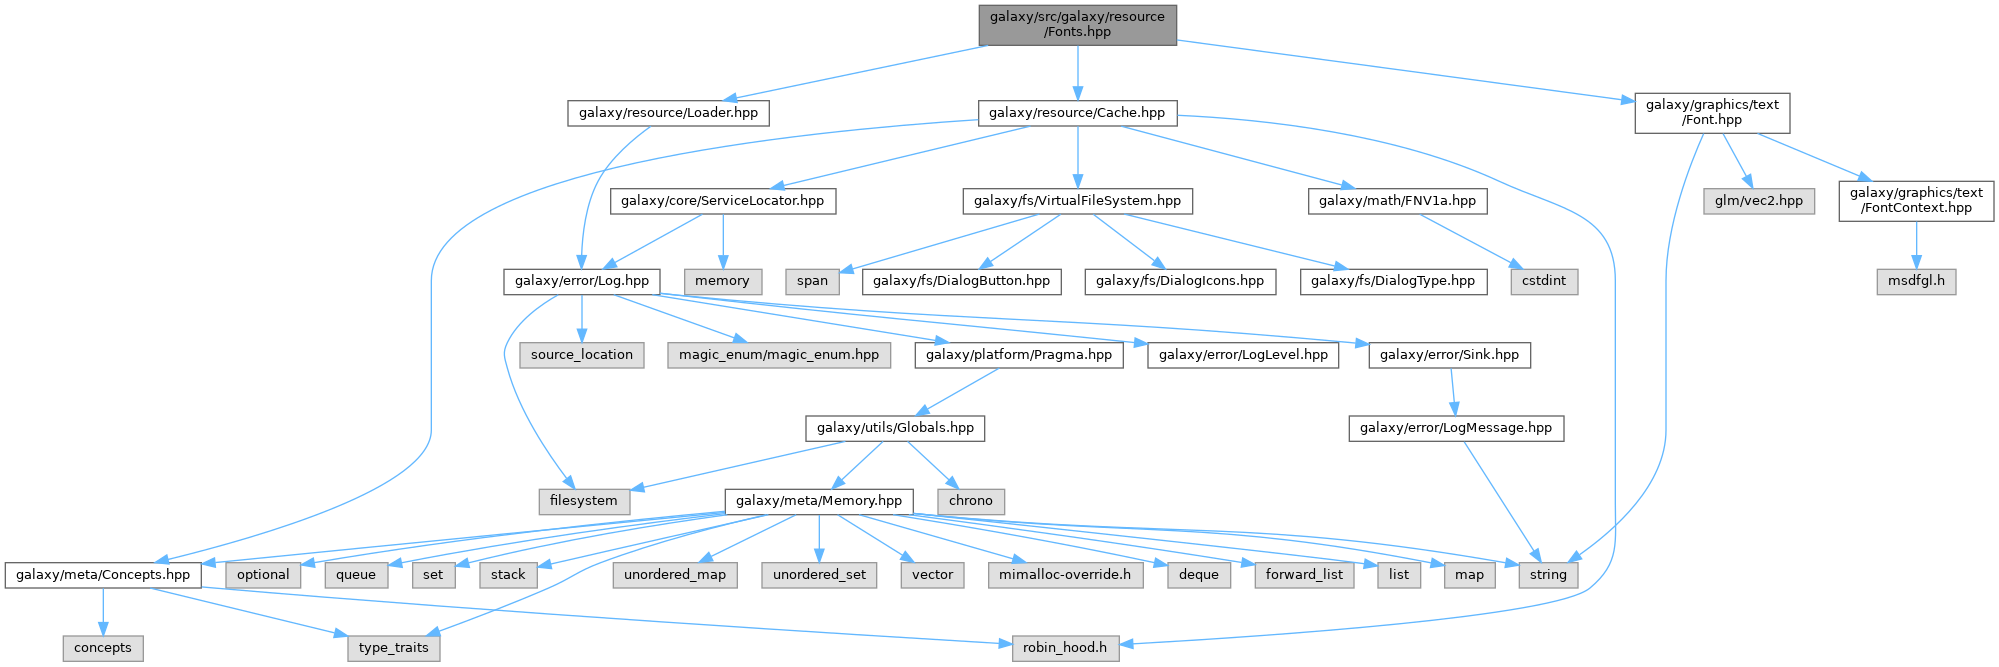 galaxy/src/galaxy/resource
/Fonts.hpp
galaxy/resource/Loader.hpp
galaxy/resource/Cache.hpp
galaxy/graphics/text
/Font.hpp
galaxy/core/ServiceLocator.hpp
galaxy/fs/VirtualFileSystem.hpp
galaxy/math/FNV1a.hpp
glm/vec2.hpp
galaxy/graphics/text
/FontContext.hpp
galaxy/error/Log.hpp
memory
span
galaxy/fs/DialogButton.hpp
galaxy/fs/DialogIcons.hpp
galaxy/fs/DialogType.hpp
cstdint
msdfgl.h
source_location
magic_enum/magic_enum.hpp
galaxy/platform/Pragma.hpp
galaxy/error/LogLevel.hpp
galaxy/error/Sink.hpp
galaxy/utils/Globals.hpp
galaxy/error/LogMessage.hpp
filesystem
galaxy/meta/Memory.hpp
chrono
galaxy/meta/Concepts.hpp
optional
queue
set
stack
unordered_map
unordered_set
vector
mimalloc-override.h
deque
forward_list
list
map
string
concepts
type_traits
robin_hood.h